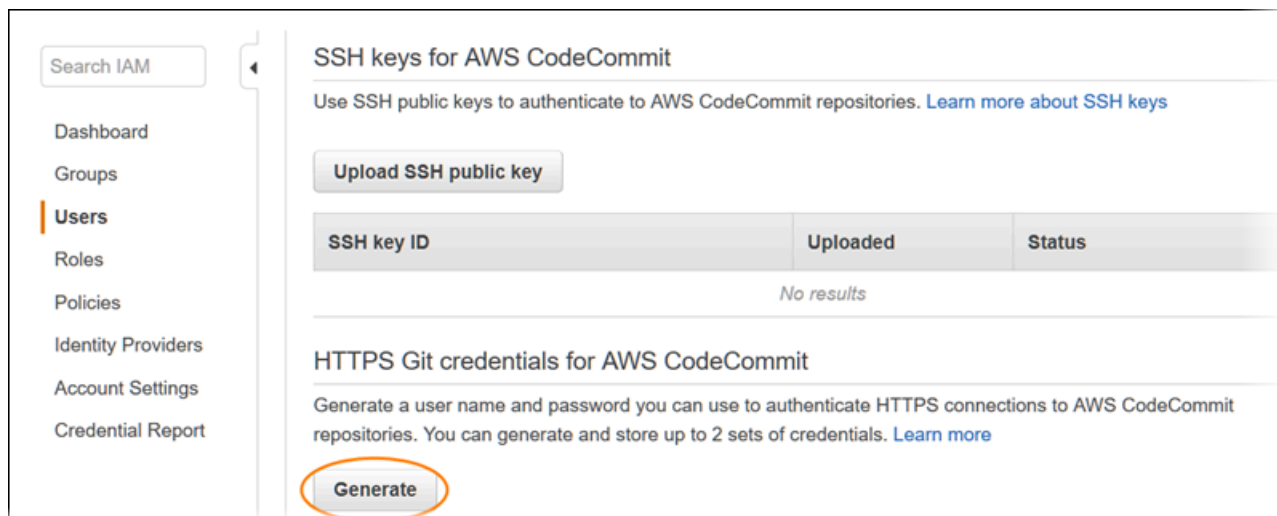 Search IAM
Dashboard
Groups
Users
Roles
Policies
Identity Providers
Account Settings
Credential Report
SSH keys for AWS CodeCommit
Use SSH public keys to authenticate to AWS CodeCommit repositories. Learn more about SSH keys
Upload SSH public key
SSH key ID Uploaded Status
No results
HTTPS Git credentials for AWS CodeCommit
Generate a user name and password you can use to authenticate HTTPS connections to AWS CodeCommit
repositories. You can generate and store up to 2 sets of credentials. Learn more
Generate